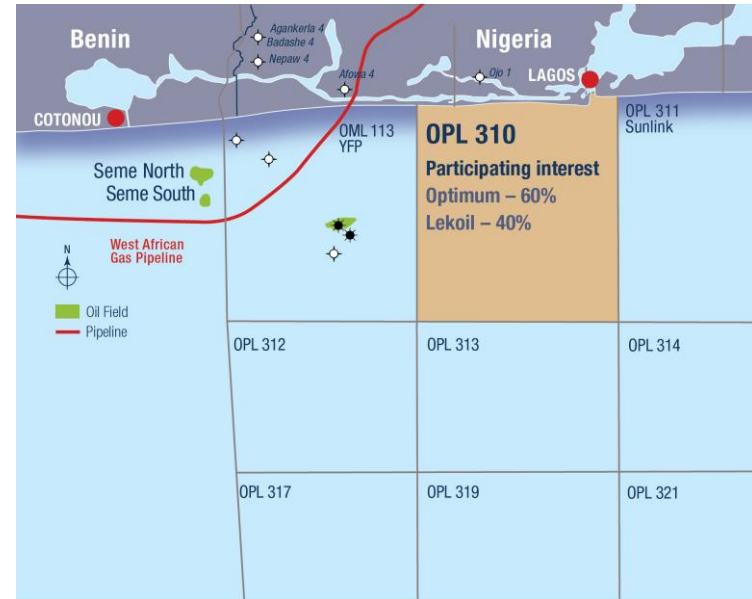 Benin
Agankerla 4
Badashe 4
Nepaw 4
Nigeria
Afowa 4
Ojo 1
LAGOS
COTONOU
OML 113
YFP
OPL 310
Participating interest
Optimum – 60%
Lekoil – 40%
OPL 311
Sunlink
Seme North
Seme South
West African
Gas Pipeline
N
Oil Field
Pipeline
OPL 312
OPL 313
OPL 314
OPL 317
OPL 319
OPL 321